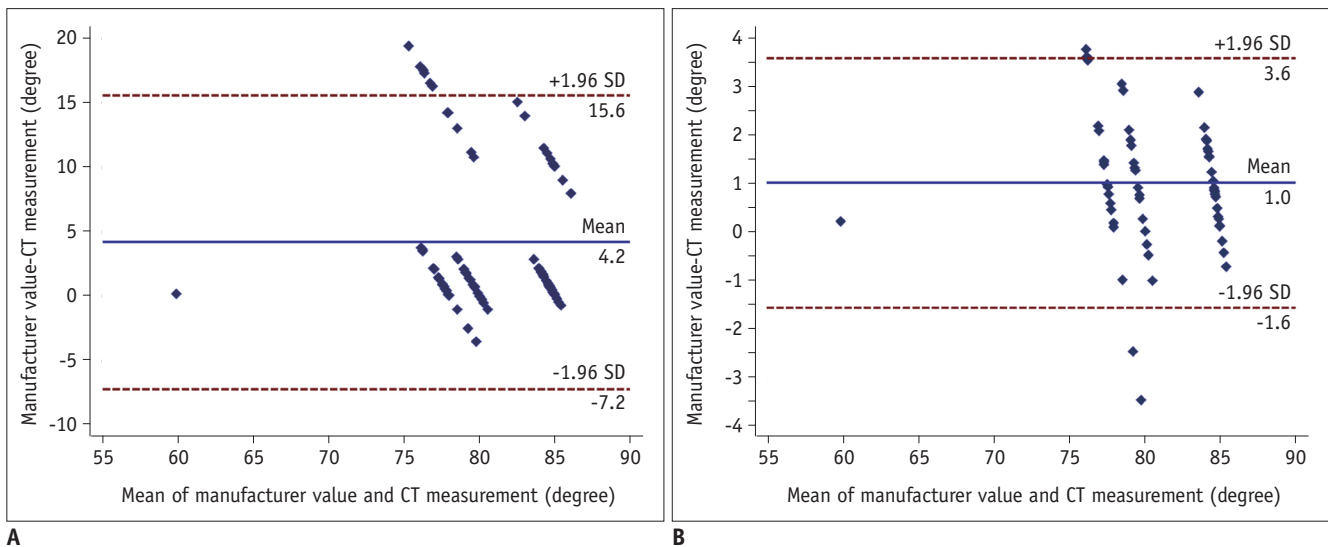 20
15
10
5
0
-5
-10
+1.96 SD
15.6
Mean
4.2
-1.96 SD
-7.2
55 60 65 70 75 80 85 90
Manufacturer value-CT measurement (degree)
Mean of manufacturer value and CT measurement (degree)
A
4
3
2
1
0
-1
-2
-3
-4
+1.96 SD
3.6
Mean
1.0
-1.96 SD
-1.6
55 60 65 70 75 80 85 90
Manufacturer value-CT measurement (degree)
Mean of manufacturer value and CT measurement (degree)
B